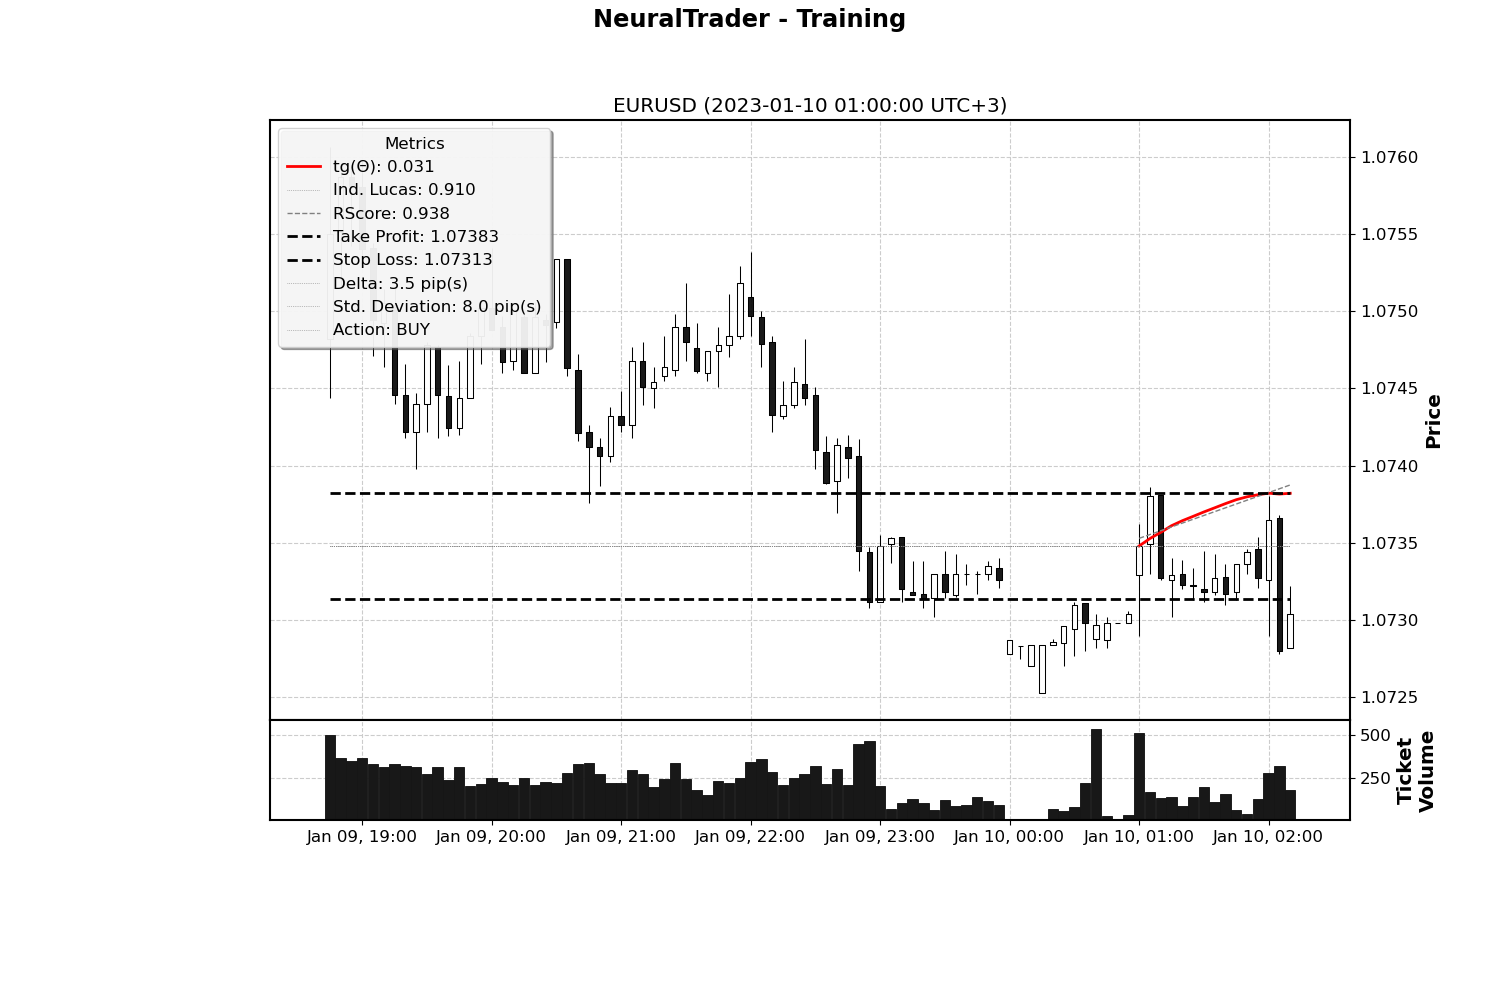 NeuralTrader - Training
EURUSD (2023-01-10 01:00:00 UTC+3)
Metrics
tg(Θ): 0.031
Ind. Lucas: 0.910
RScore: 0.938
Take Profit: 1.07383
Stop Loss: 1.07313
Delta: 3.5 pip(s)
Std. Deviation: 8.0 pip(s)
Action: BUY
1.0760
1.0755
1.0750
1.0745
1.0740
1.0735
1.0730
1.0725
Price
500
250
Ticket
Volume
Jan 09, 19:00
Jan 09, 20:00
Jan 09, 21:00
Jan 09, 22:00
Jan 09, 23:00
Jan 10, 00:00
Jan 10, 01:00
Jan 10, 02:00